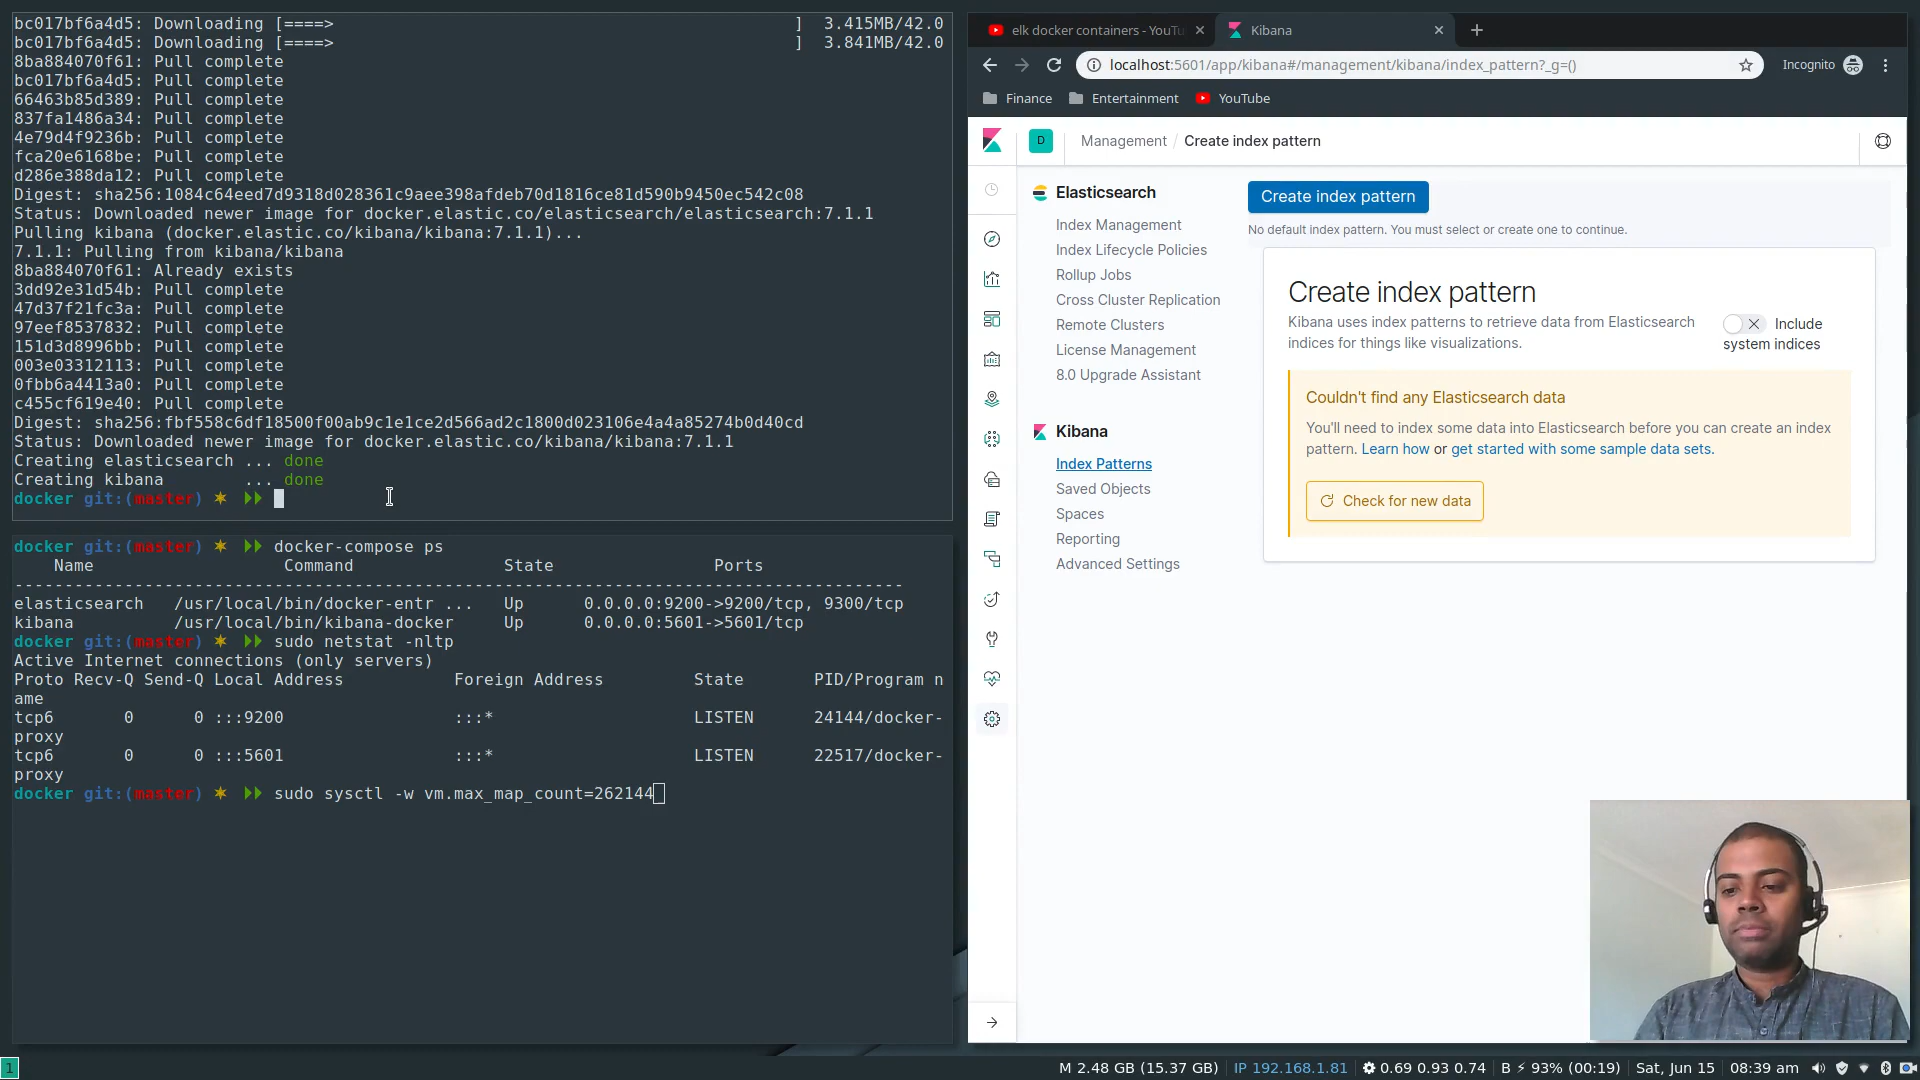 bc017bf6a4d5: Downloading [====>                                              ]  3.415MB/42.0
bc017bf6a4d5: Downloading [====>                                              ]  3.841MB/42.0
8ba884070f61: Pull complete
bc017bf6a4d5: Pull complete
66463b85d389: Pull complete
837fa1486a34: Pull complete
4e79d4f9236b: Pull complete
fca20e6168be: Pull complete
d286e388da12: Pull complete
Digest: sha256:1084c64eed7d9318d028361c9aee398afdeb70d1816ce81d590b9450ec542c08
Status: Downloaded newer image for docker.elastic.co/elasticsearch/elasticsearch:7.1.1
Pulling kibana (docker.elastic.co/kibana/kibana:7.1.1)...
7.1.1: Pulling from kibana/kibana
8ba884070f61: Already exists
3dd92e31d54b: Pull complete
47d37f21fc3a: Pull complete
97eef8537832: Pull complete
151d3d8996bb: Pull complete
003e03312113: Pull complete
0fbb6a4413a0: Pull complete
c455cf619e40: Pull complete
Digest: sha256:fbf558c6df18500f00ab9c1e1ce2d566ad2c1800d023106e4a4a85274b0d40cd
Status: Downloaded newer image for docker.elastic.co/kibana/kibana:7.1.1
Creating elasticsearch ... done
Creating kibana        ... done
docker git:(master)
docker git:(master) docker-compose ps
Name Command State Ports
-----------------------------------------------------------------------------------------
elasticsearch /usr/local/bin/docker-entr ... Up 0.0.0.0:9200->9200/tcp, 9300/tcp
kibana /usr/local/bin/kibana-docker Up 0.0.0.0:5601->5601/tcp
docker git:(master) sudo netstat -nltp
Active Internet connections (only servers)
Proto Recv-Q Send-Q Local Address Foreign Address State PID/Program n
ame
tcp6 0 0 :::9200 :::* LISTEN 24144/docker-
proxy
tcp6 0 0 :::5601 :::* LISTEN 22517/docker-
proxy
docker git:(master) sudo sysctl -w vm.max_map_count=262144
elk docker containers - YouTu
Kibana
localhost:5601/app/kibana#/management/kibana/index_pattern?_g=()
Incognito
Finance
Entertainment
YouTube
D
Management / Create index pattern
Elasticsearch
Index Management
Index Lifecycle Policies
Rollup Jobs
Cross Cluster Replication
Remote Clusters
License Management
8.0 Upgrade Assistant
Kibana
Index Patterns
Saved Objects
Spaces
Reporting
Advanced Settings
Create index pattern
No default index pattern. You must select or create one to continue.
Create index pattern
Kibana uses index patterns to retrieve data from Elasticsearch
indices for things like visualizations.
Include
system indices
Couldn't find any Elasticsearch data
You'll need to index some data into Elasticsearch before you can create an index
pattern. Learn how or get started with some sample data sets.
Check for new data
1
M 2.48 GB (15.37 GB) IP 192.168.1.81 0.69 0.93 0.74 B 93% (00:19) Sat, Jun 15 08:39 am